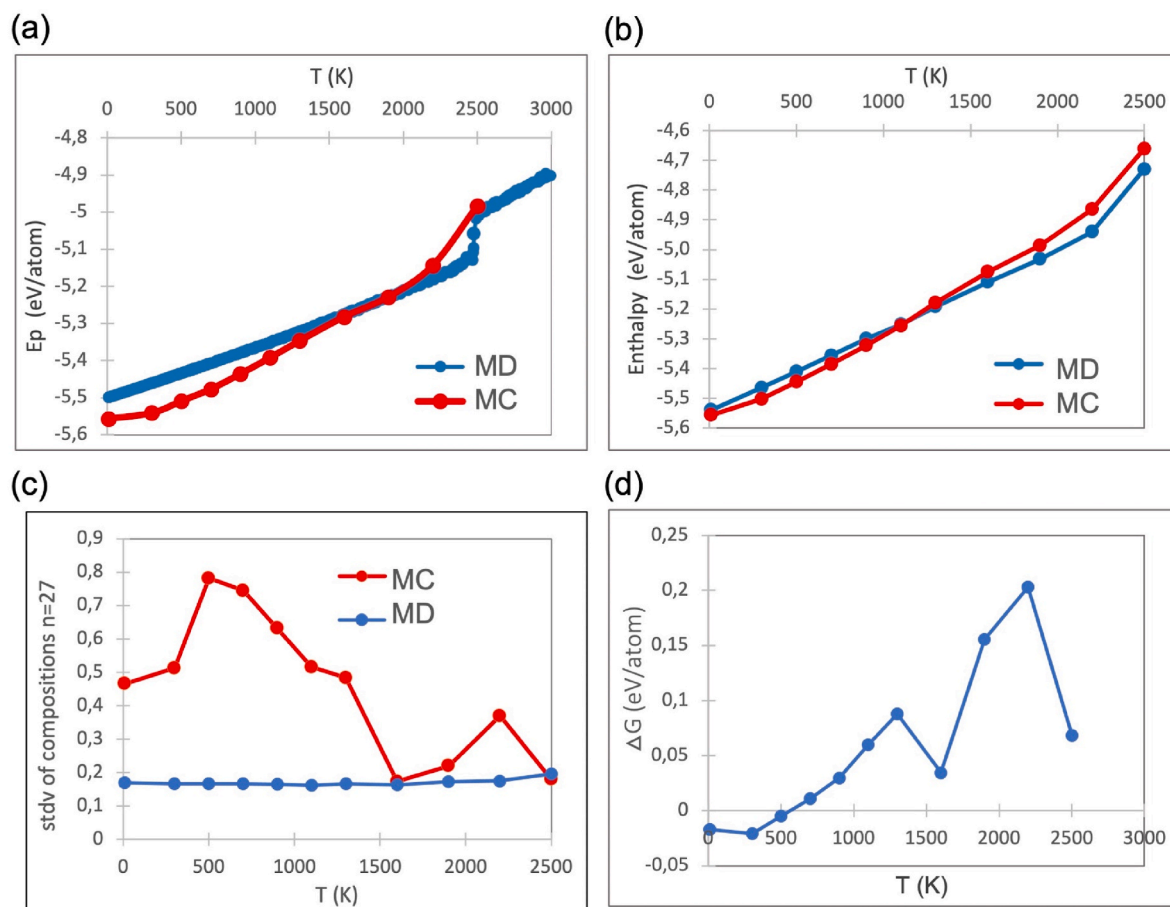 (a)
T (K)
0 500 1000 1500 2000 2500 3000
-4,8
-4,9
-5
-5,1
-5,2
-5,3
-5,4
-5,5
-5,6
Ep (eV/atom)
MD
MC
(b)
T (K)
0 500 1000 1500 2000 2500
-4,6
-4,7
-4,8
-4,9
-5,0
-5,1
-5,2
-5,3
-5,4
-5,5
-5,6
Enthalpy (eV/atom)
MD
MC
(c)
0,9
0,8
0,7
0,6
0,5
0,4
0,3
0,2
0,1
0
stdv of compositions n=27
MC
MD
0 500 1000 1500 2000 2500
T (K)
(d)
0,25
0,2
0,15
0,1
0,05
0
-0,05
ΔG (eV/atom)
0 500 1000 1500 2000 2500 3000
T (K)